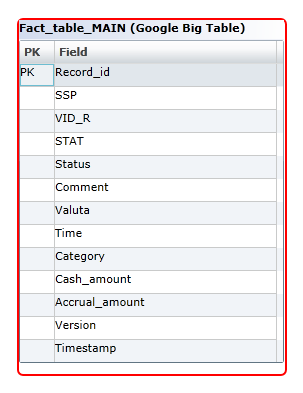 Fact_table_MAIN (Google Big Table)
PK Field
PK Record_id
SSP
VID_R
STAT
Status
Comment
Valuta
Time
Category
Cash_amount
Accrual_amount
Version
Timestamp